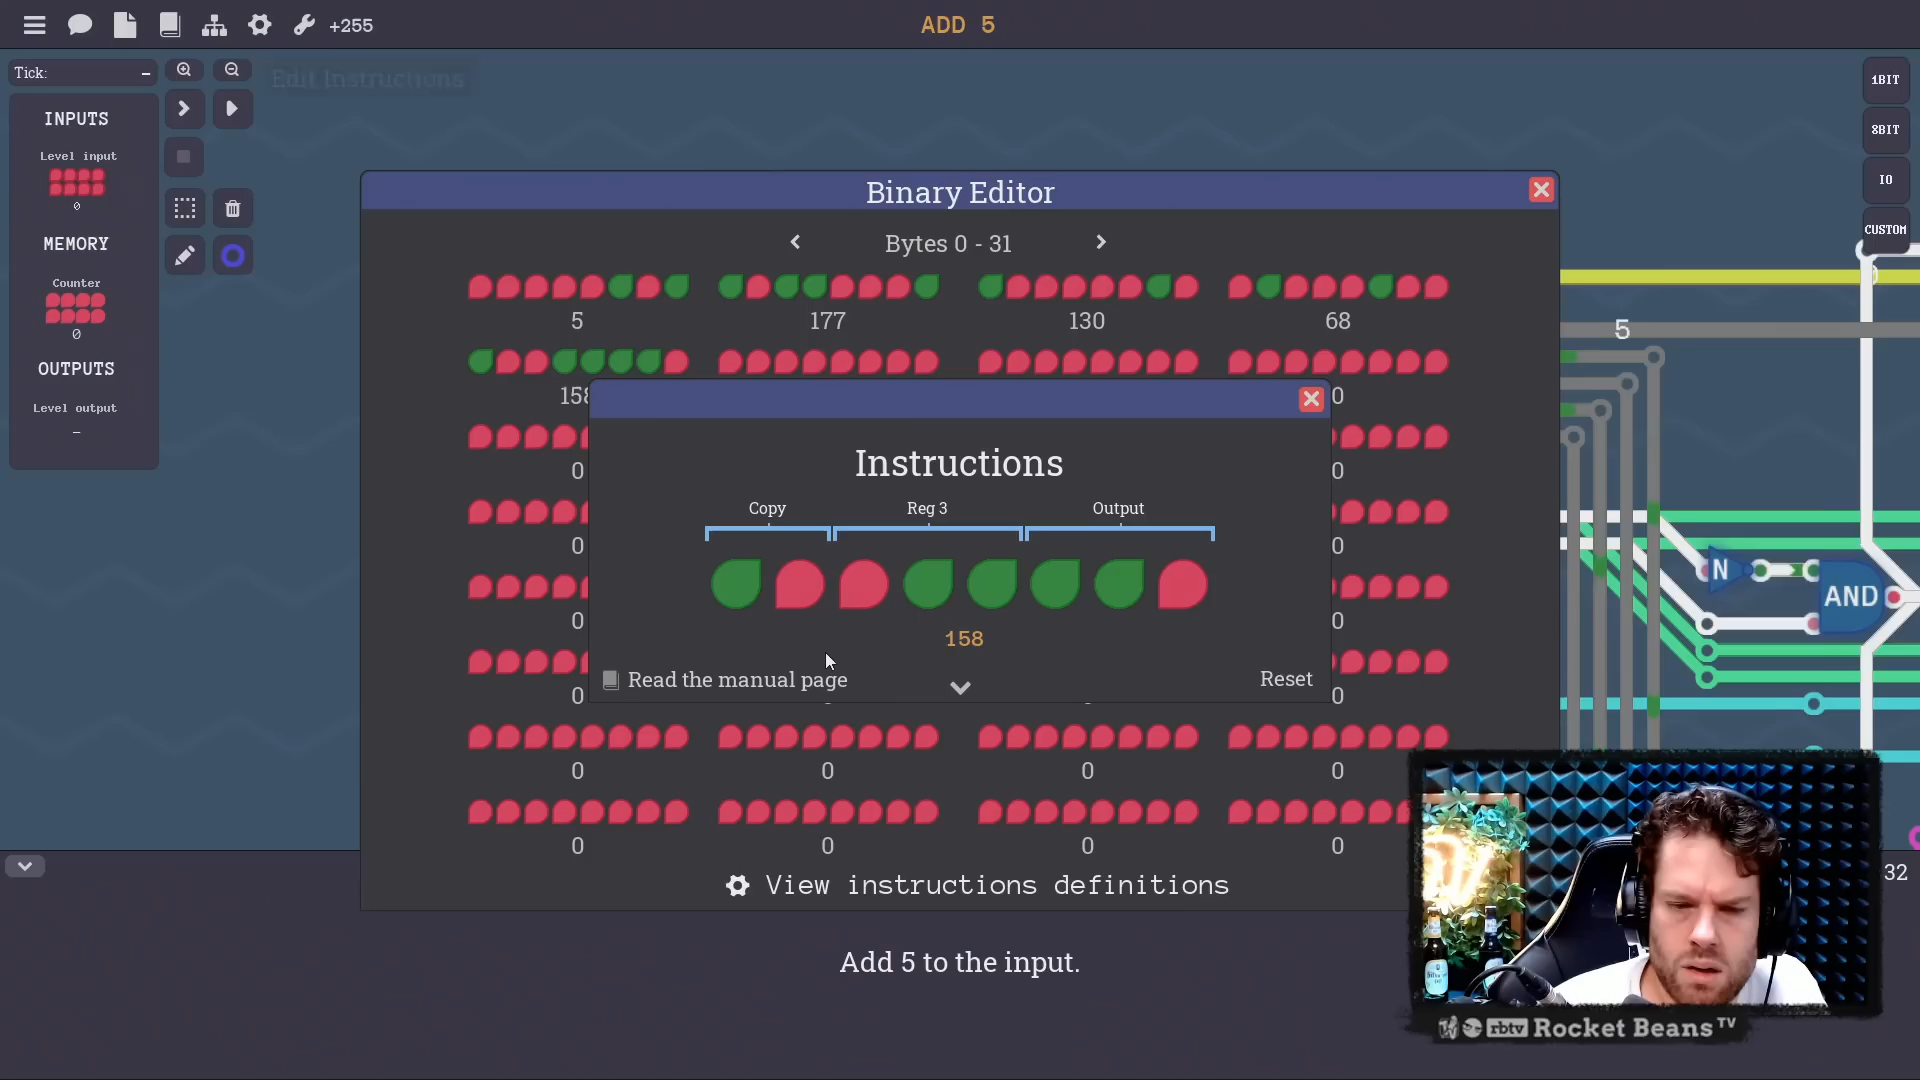 +255
ADD 5
Tick:
–
Edit Instructions
INPUTS
Level input
0
MEMORY
Counter
0
OUTPUTS
Level output
–
1BIT
8BIT
IO
CUSTOM
Binary Editor
Bytes 0 - 31
5 177 130 68
158
0
0 0
0 0
0 0
0 0
0 0 0 0
0 0 0 0
Instructions
Copy Reg 3 Output
158
Read the manual page
Reset
View instructions definitions
5
N
AND
32
Add 5 to the input.
rbtv Rocket Beans TV